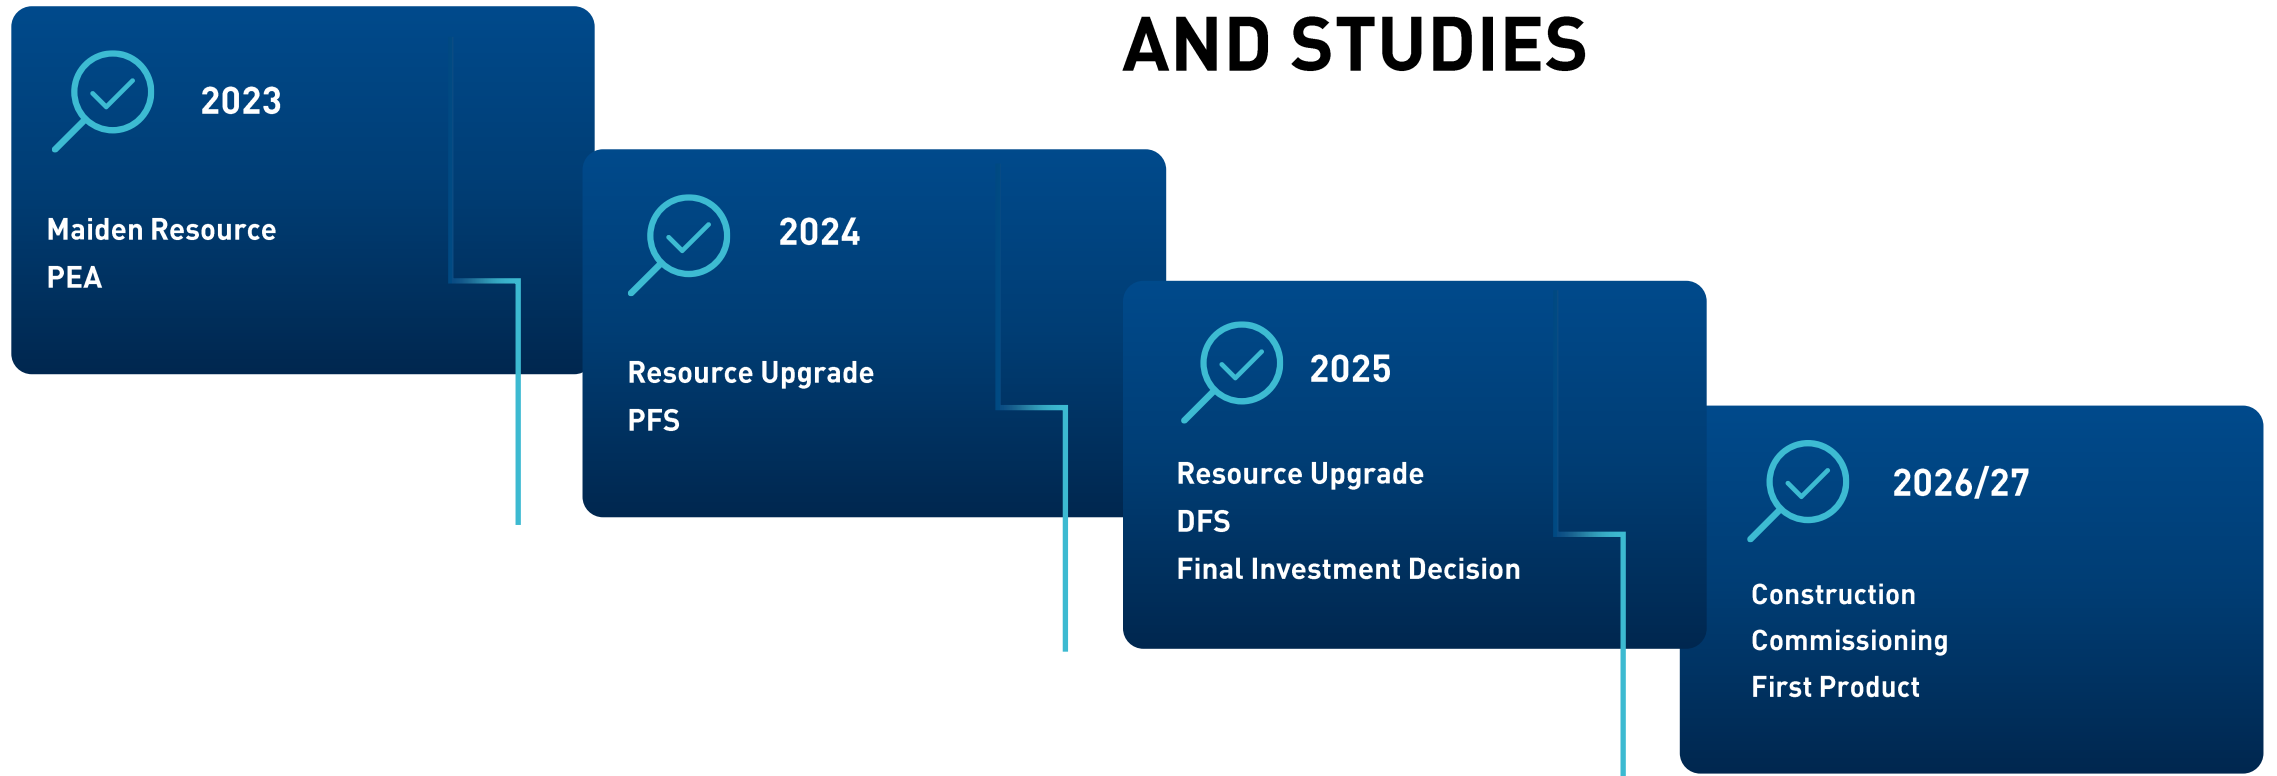 AND STUDIES
2023
Maiden Resource
PEA
2024
Resource Upgrade
PFS
2025
Resource Upgrade
DFS
Final Investment Decision
2026/27
Construction
Commissioning
First Product